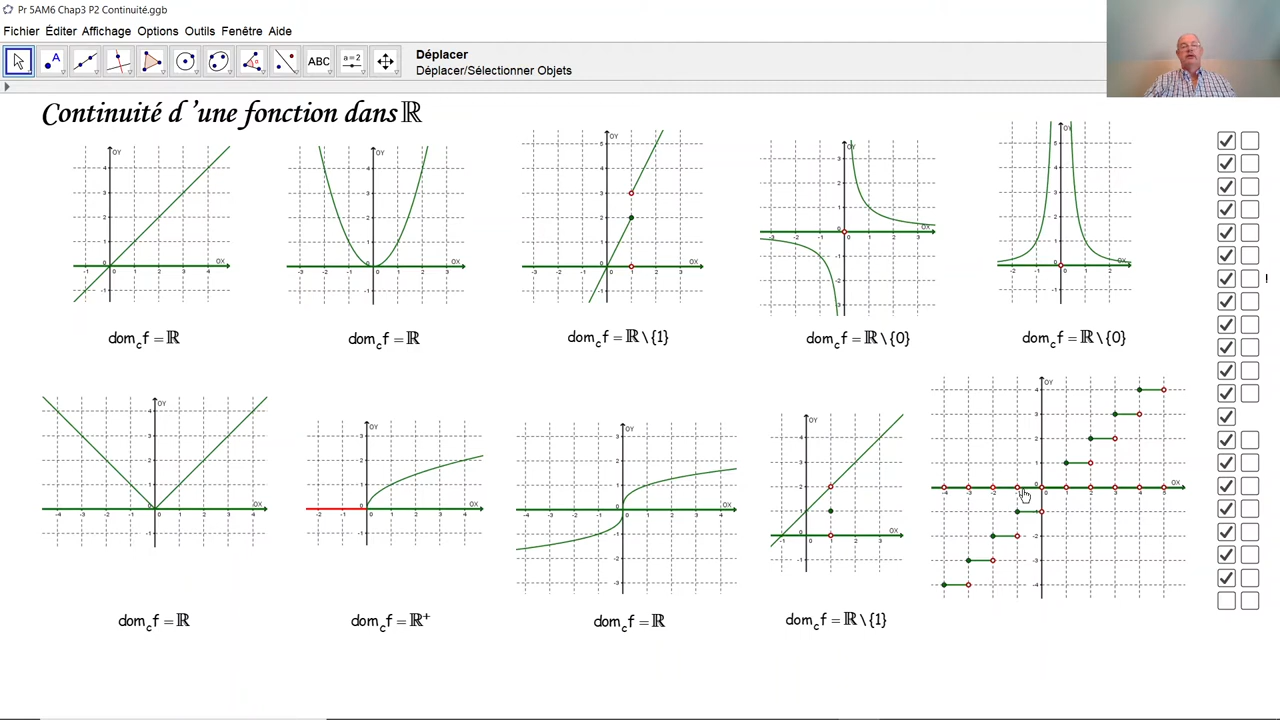 Pr 5AM6 Chap3 P2 Continuité.ggb
Fichier Éditer Affichage Options Outils Fenêtre Aide
A ABC a=2 Déplacer
Déplacer/Sélectionner Objets
Continuité d 'une fonction dans ℝ
dom_c f = ℝ
dom_c f = ℝ
dom_c f = ℝ \ {1}
dom_c f = ℝ \ {0}
dom_c f = ℝ \ {0}
!
dom_c f = ℝ
dom_c f = ℝ⁺
dom_c f = ℝ
dom_c f = ℝ \ {1}